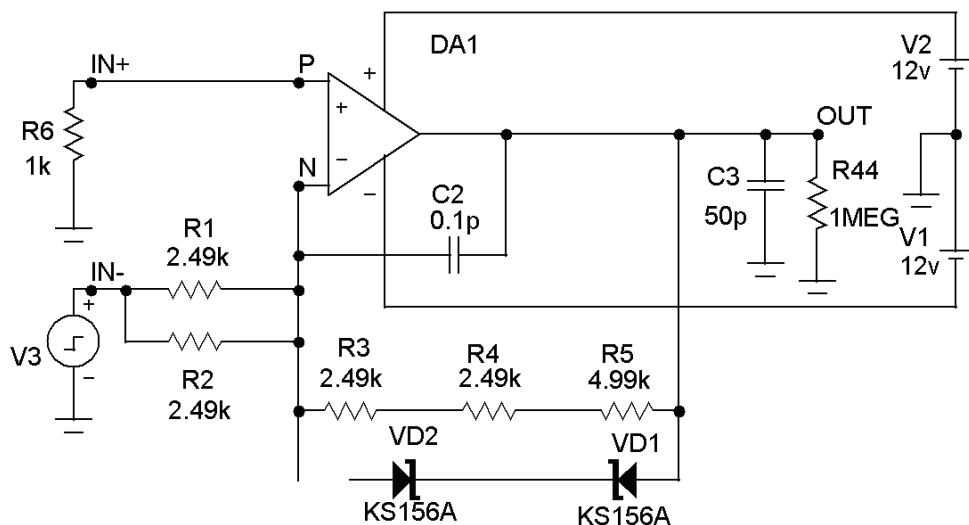 DA1
V2
12v
IN+
P
+
+
R6
1k
OUT
N
−
−
C2
0.1p
C3
50p
R44
1MEG
V1
12v
R1
2.49k
IN-
+
V3
−
R2
2.49k
R3
2.49k
R4
2.49k
R5
4.99k
VD2
KS156A
VD1
KS156A